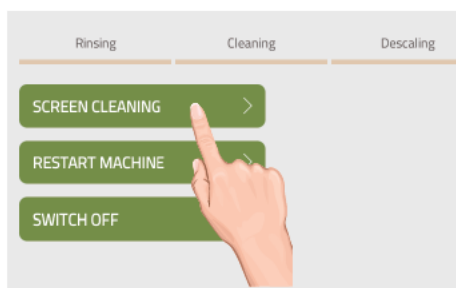 Rinsing Cleaning Descaling
SCREEN CLEANING
RESTART MACHINE
SWITCH OFF